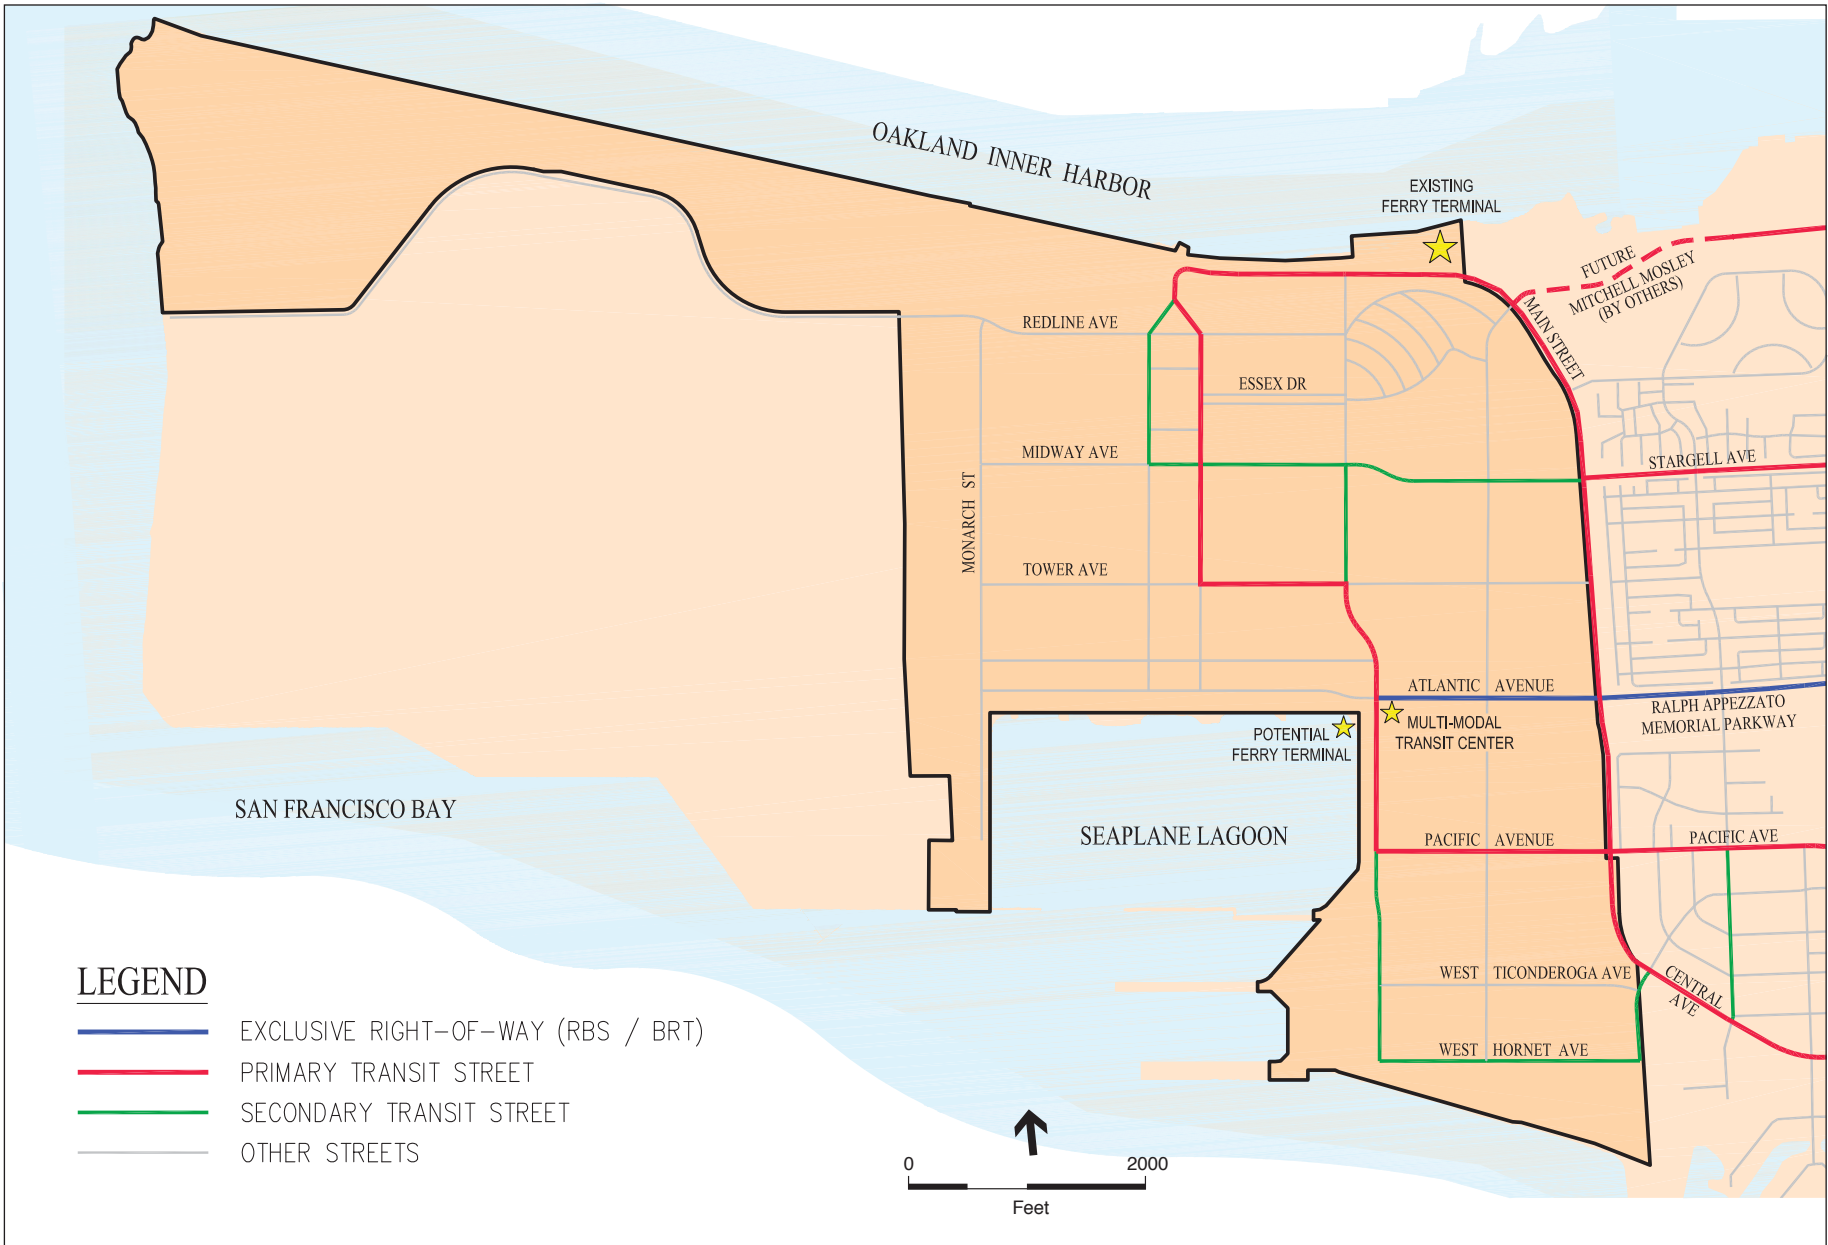 OAKLAND INNER HARBOR
EXISTING
FERRY TERMINAL
FUTURE
MITCHELL MOSLEY
(BY OTHERS)
MAIN STREET
REDLINE AVE
ESSEX DR
MIDWAY AVE
STARGELL AVE
MONARCH ST
TOWER AVE
ATLANTIC AVENUE
RALPH APPEZZATO
MEMORIAL PARKWAY
MULTI-MODAL
TRANSIT CENTER
POTENTIAL
FERRY TERMINAL
SAN FRANCISCO BAY
SEAPLANE LAGOON
PACIFIC AVENUE
PACIFIC AVE
WEST TICONDEROGA AVE
CENTRAL
AVE
WEST HORNET AVE
LEGEND
EXCLUSIVE RIGHT-OF-WAY (RBS / BRT)
PRIMARY TRANSIT STREET
SECONDARY TRANSIT STREET
OTHER STREETS
0 2000
Feet